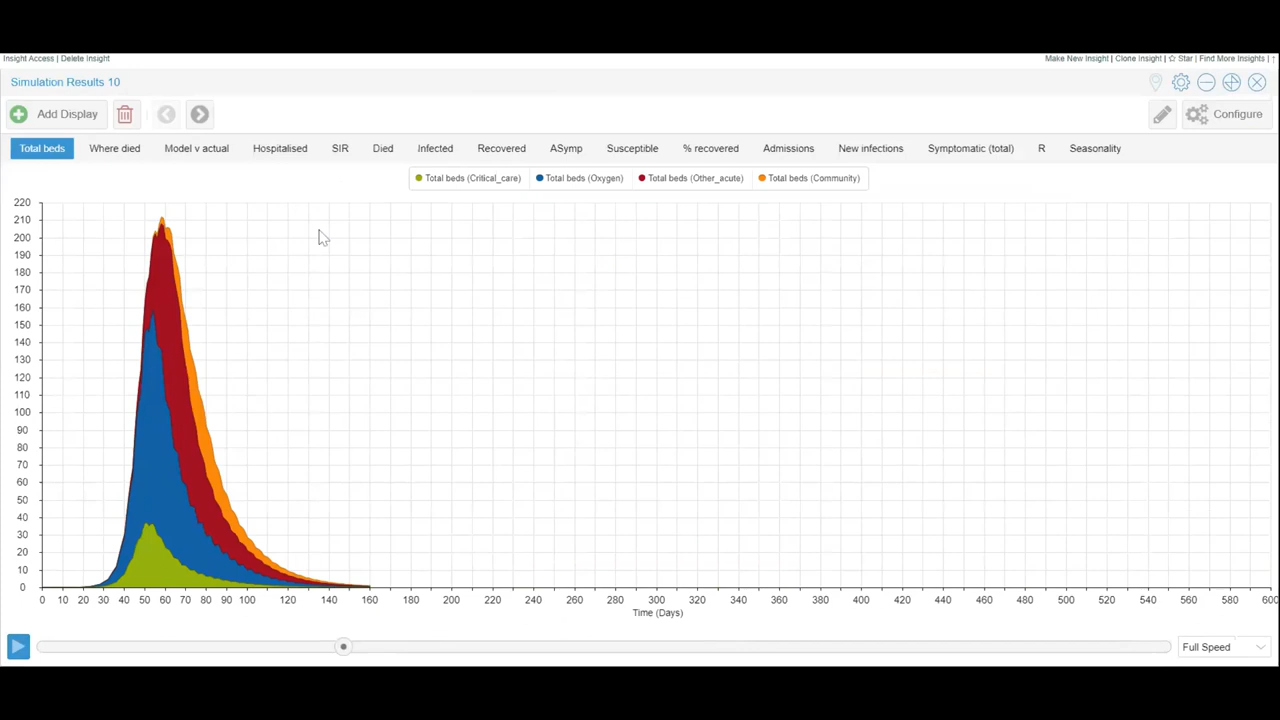 Insight Access | Delete Insight
Make New Insight | Clone Insight | ☆ Star | Find More Insights | ↑
Simulation Results 10
Add Display
Configure
Total beds Where died Model v actual Hospitalised SIR Died Infected Recovered ASymp Susceptible % recovered Admissions New infections Symptomatic (total) R Seasonality
Total beds (Critical_care) Total beds (Oxygen) Total beds (Other_acute) Total beds (Community)
220
210
200
190
180
170
160
150
140
130
120
110
100
90
80
70
60
50
40
30
20
10
0
0 10 20 30 40 50 60 70 80 90 100 120 140 160 180 200 220 240 260 280 300 320 340 360 380 400 420 440 460 480 500 520 540 560 580 600
Time (Days)
Full Speed